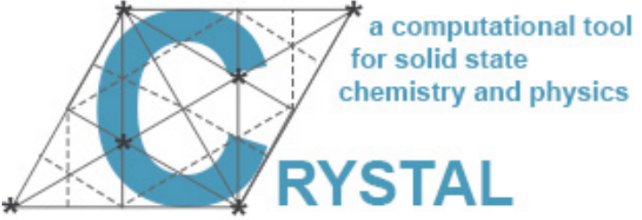 a computational tool
for solid state
chemistry and physics
CRYSTAL